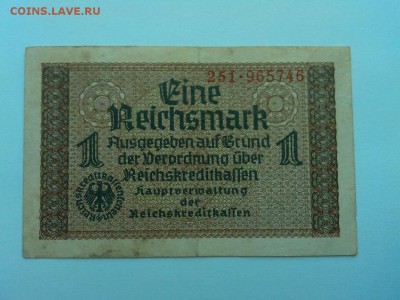 COINS.LAVE.RU
251·965746
Eine
Reichsmark
1 Ausgegeben auf Grund 1
der Verordnung über
Reichskreditkassen
Hauptverwaltung
der
Reichskreditkassen